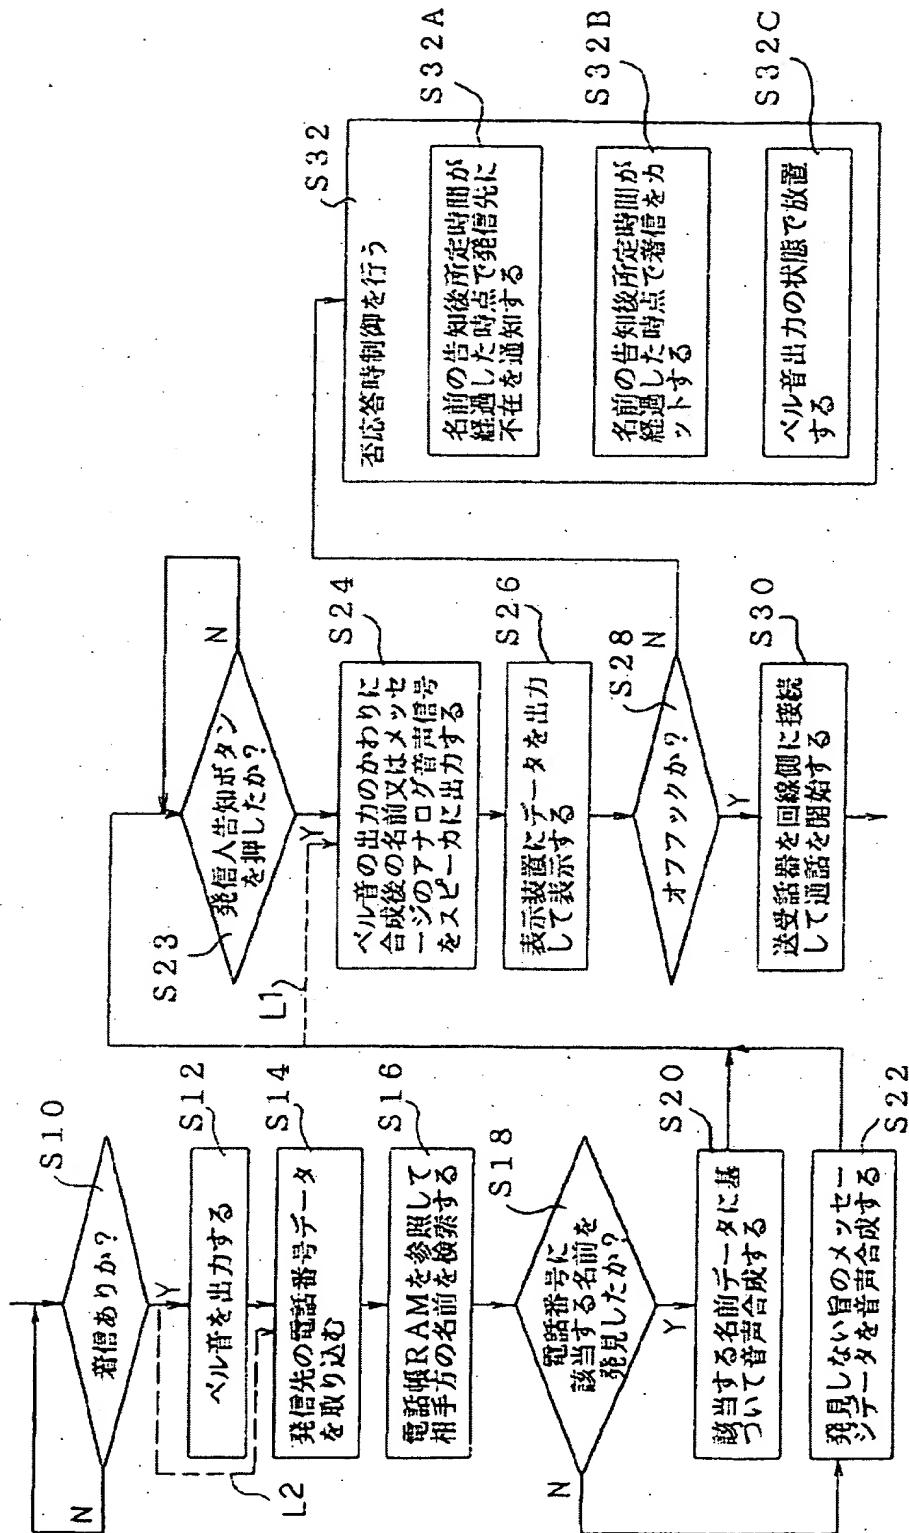 S10
着信ありか?
N
Y
S12
ベル音を出力する
L2
S14
発信先の電話番号データ
を取り込む
S16
電話帳RAMを参照して
相手方の名前を検索する
S18
電話番号に
該当する名前を
発見したか?
N
Y
S20
該当する名前データに基
づいて音声合成する
S22
発見しない旨のメッセー
ジデータを音声合成する
L1
S23
発信人告知ボタン
を押したか?
N
Y
S24
ベル音の出力のかわりに
合成後の名前又はメッセ
ージのアナログ音声信号
をスピーカに出力する
S26
表示装置にデータを出力
して表示する
S28
オフフックか?
N
Y
S30
送受話器を回線側に接続
して通話を開始する
S32
否応答時制御を行う
S32A
名前の告知後所定時間が
経過した時点で発信先に
不在を通知する
S32B
名前の告知後所定時間が
経過した時点で着信をカ
ットする
S32C
ベル音出力の状態で放置
する